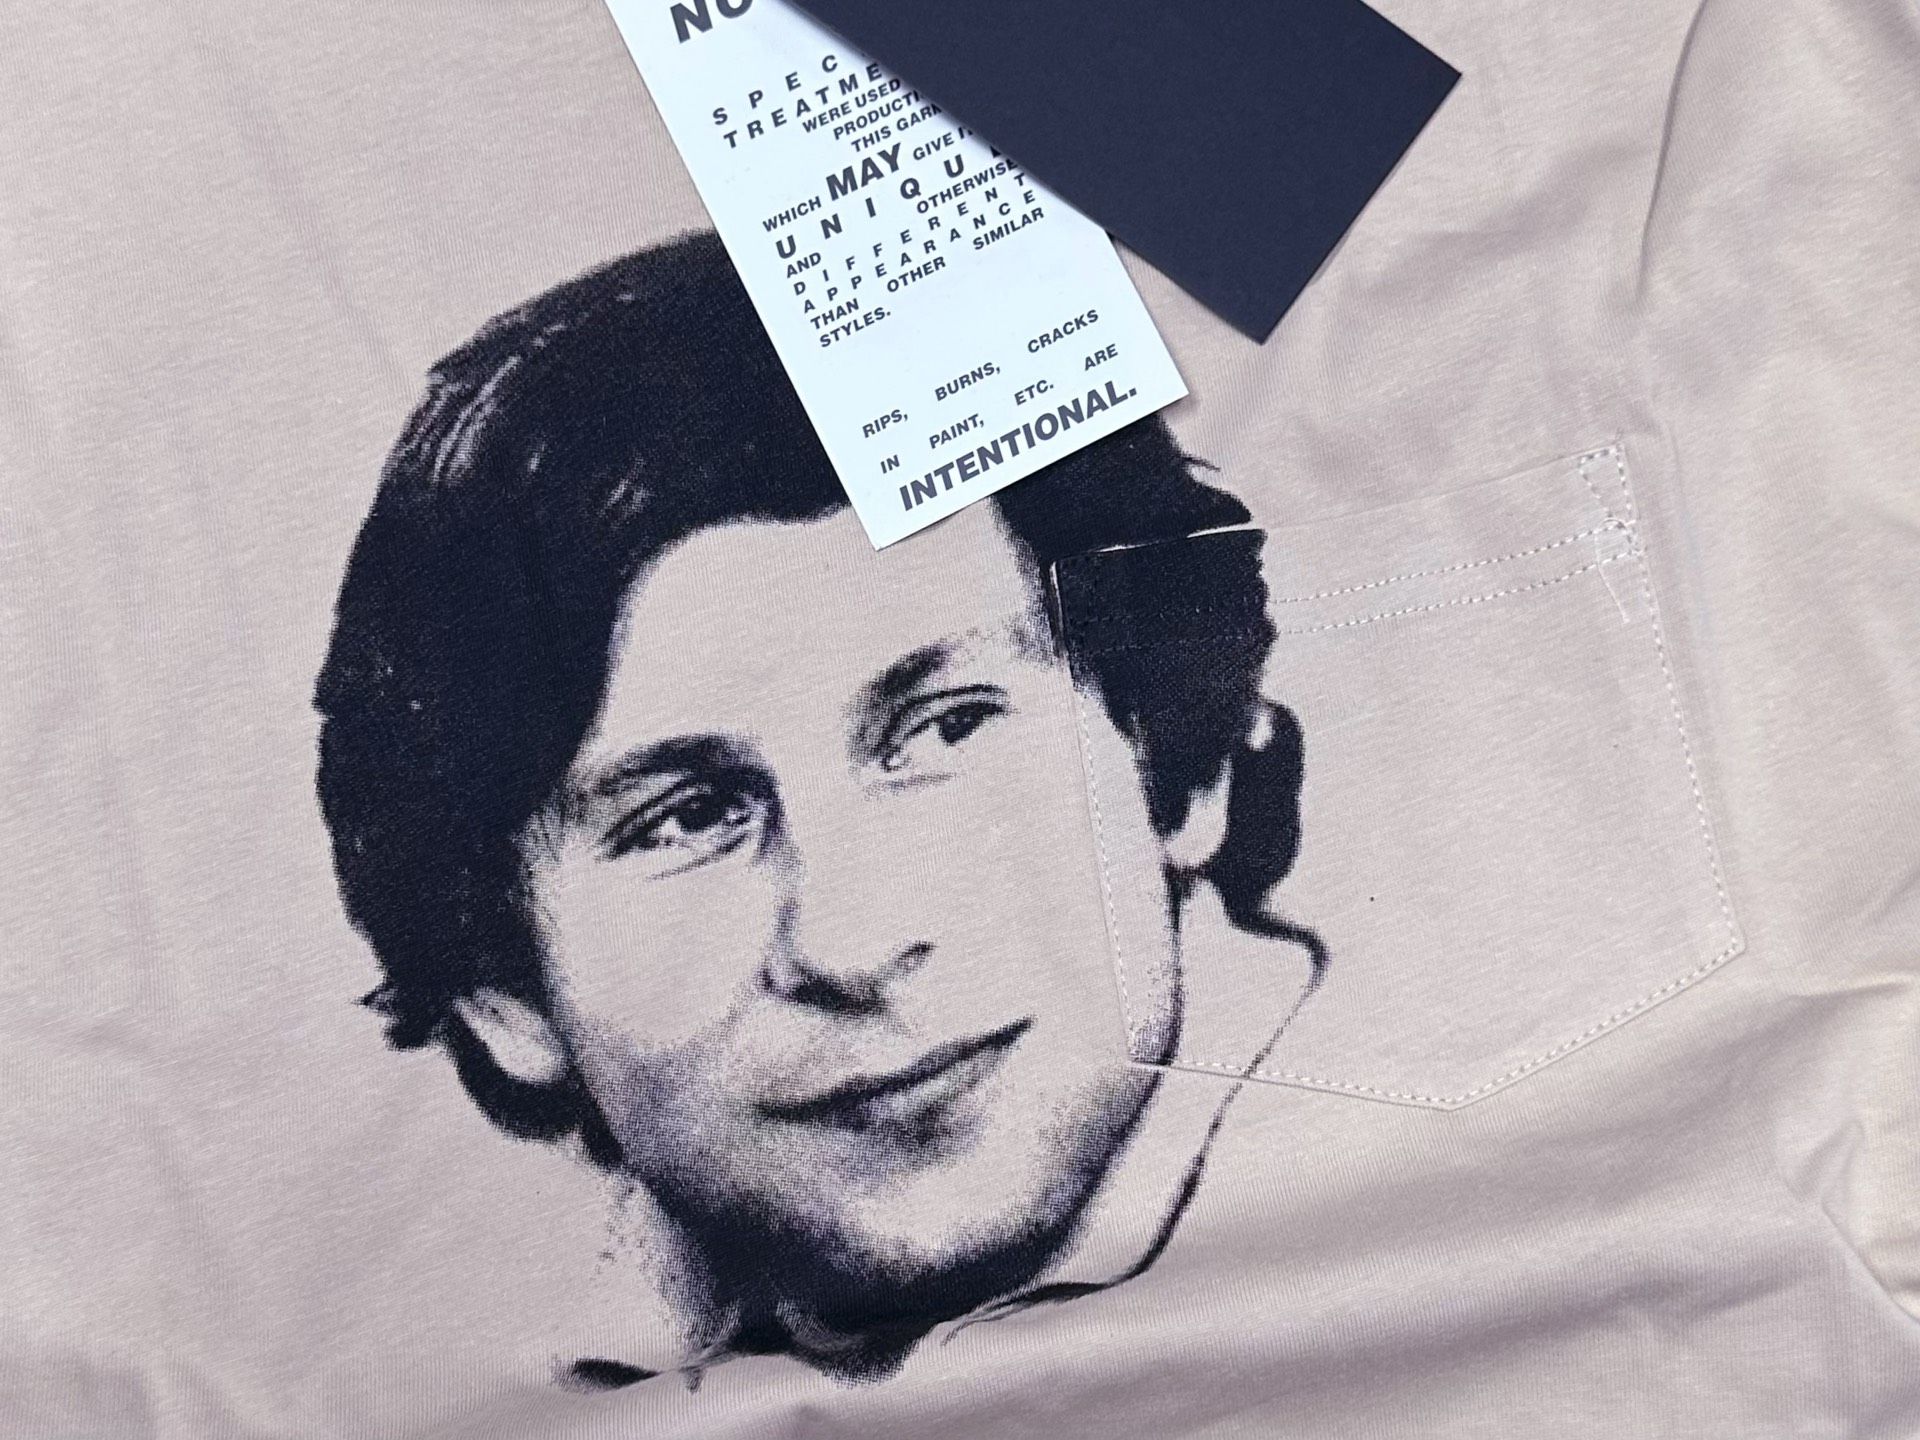 NO
SPEC
TREATME
WERE USED
PRODUCTI
THIS GAR
WHICH MAY GIVE
UNIQU
AND OTHERWISE
DIFFERENT
APPEARANCE
THAN OTHER SIMILAR
STYLES.
RIPS, BURNS, CRACKS
IN PAINT, ETC. ARE
INTENTIONAL.